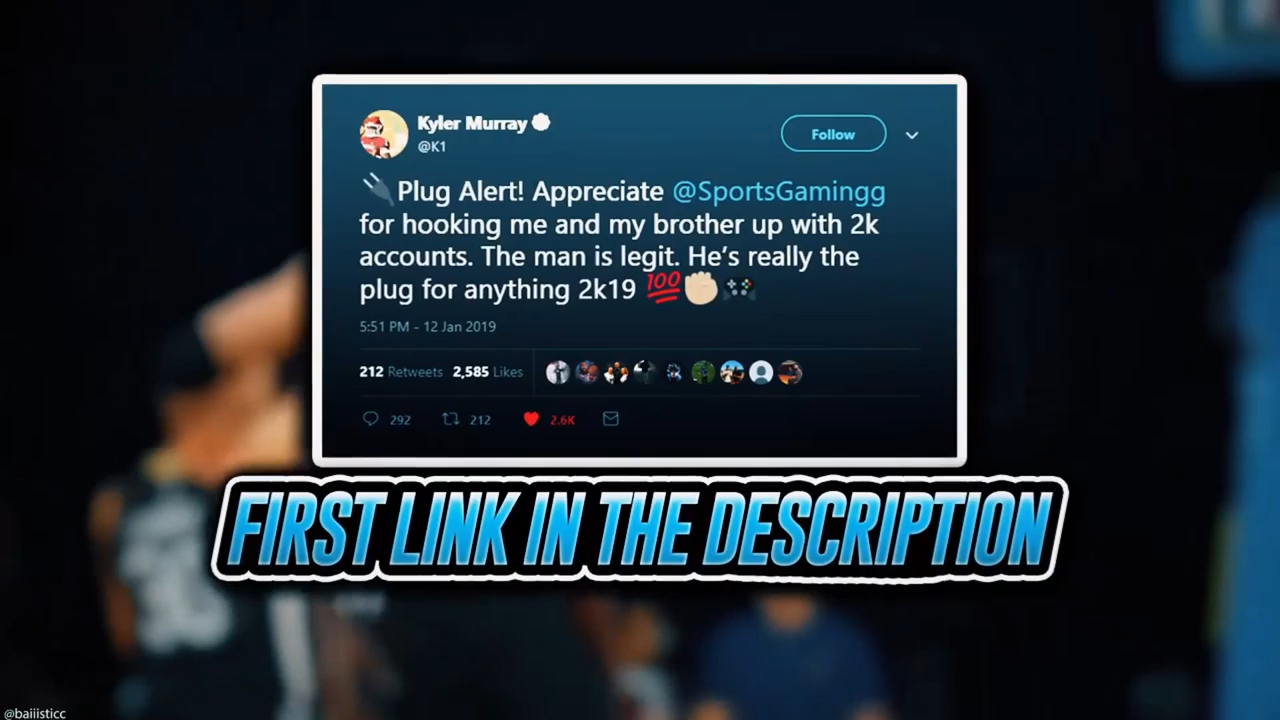 Kyler Murray
@K1
Follow
🔌Plug Alert! Appreciate @SportsGamingg
for hooking me and my brother up with 2k
accounts. The man is legit. He’s really the
plug for anything 2k19 💯✊🏼🎮
5:51 PM - 12 Jan 2019
212 Retweets 2,585 Likes
292 212 2.6K
FIRST LINK IN THE DESCRIPTION
@baiiisticc